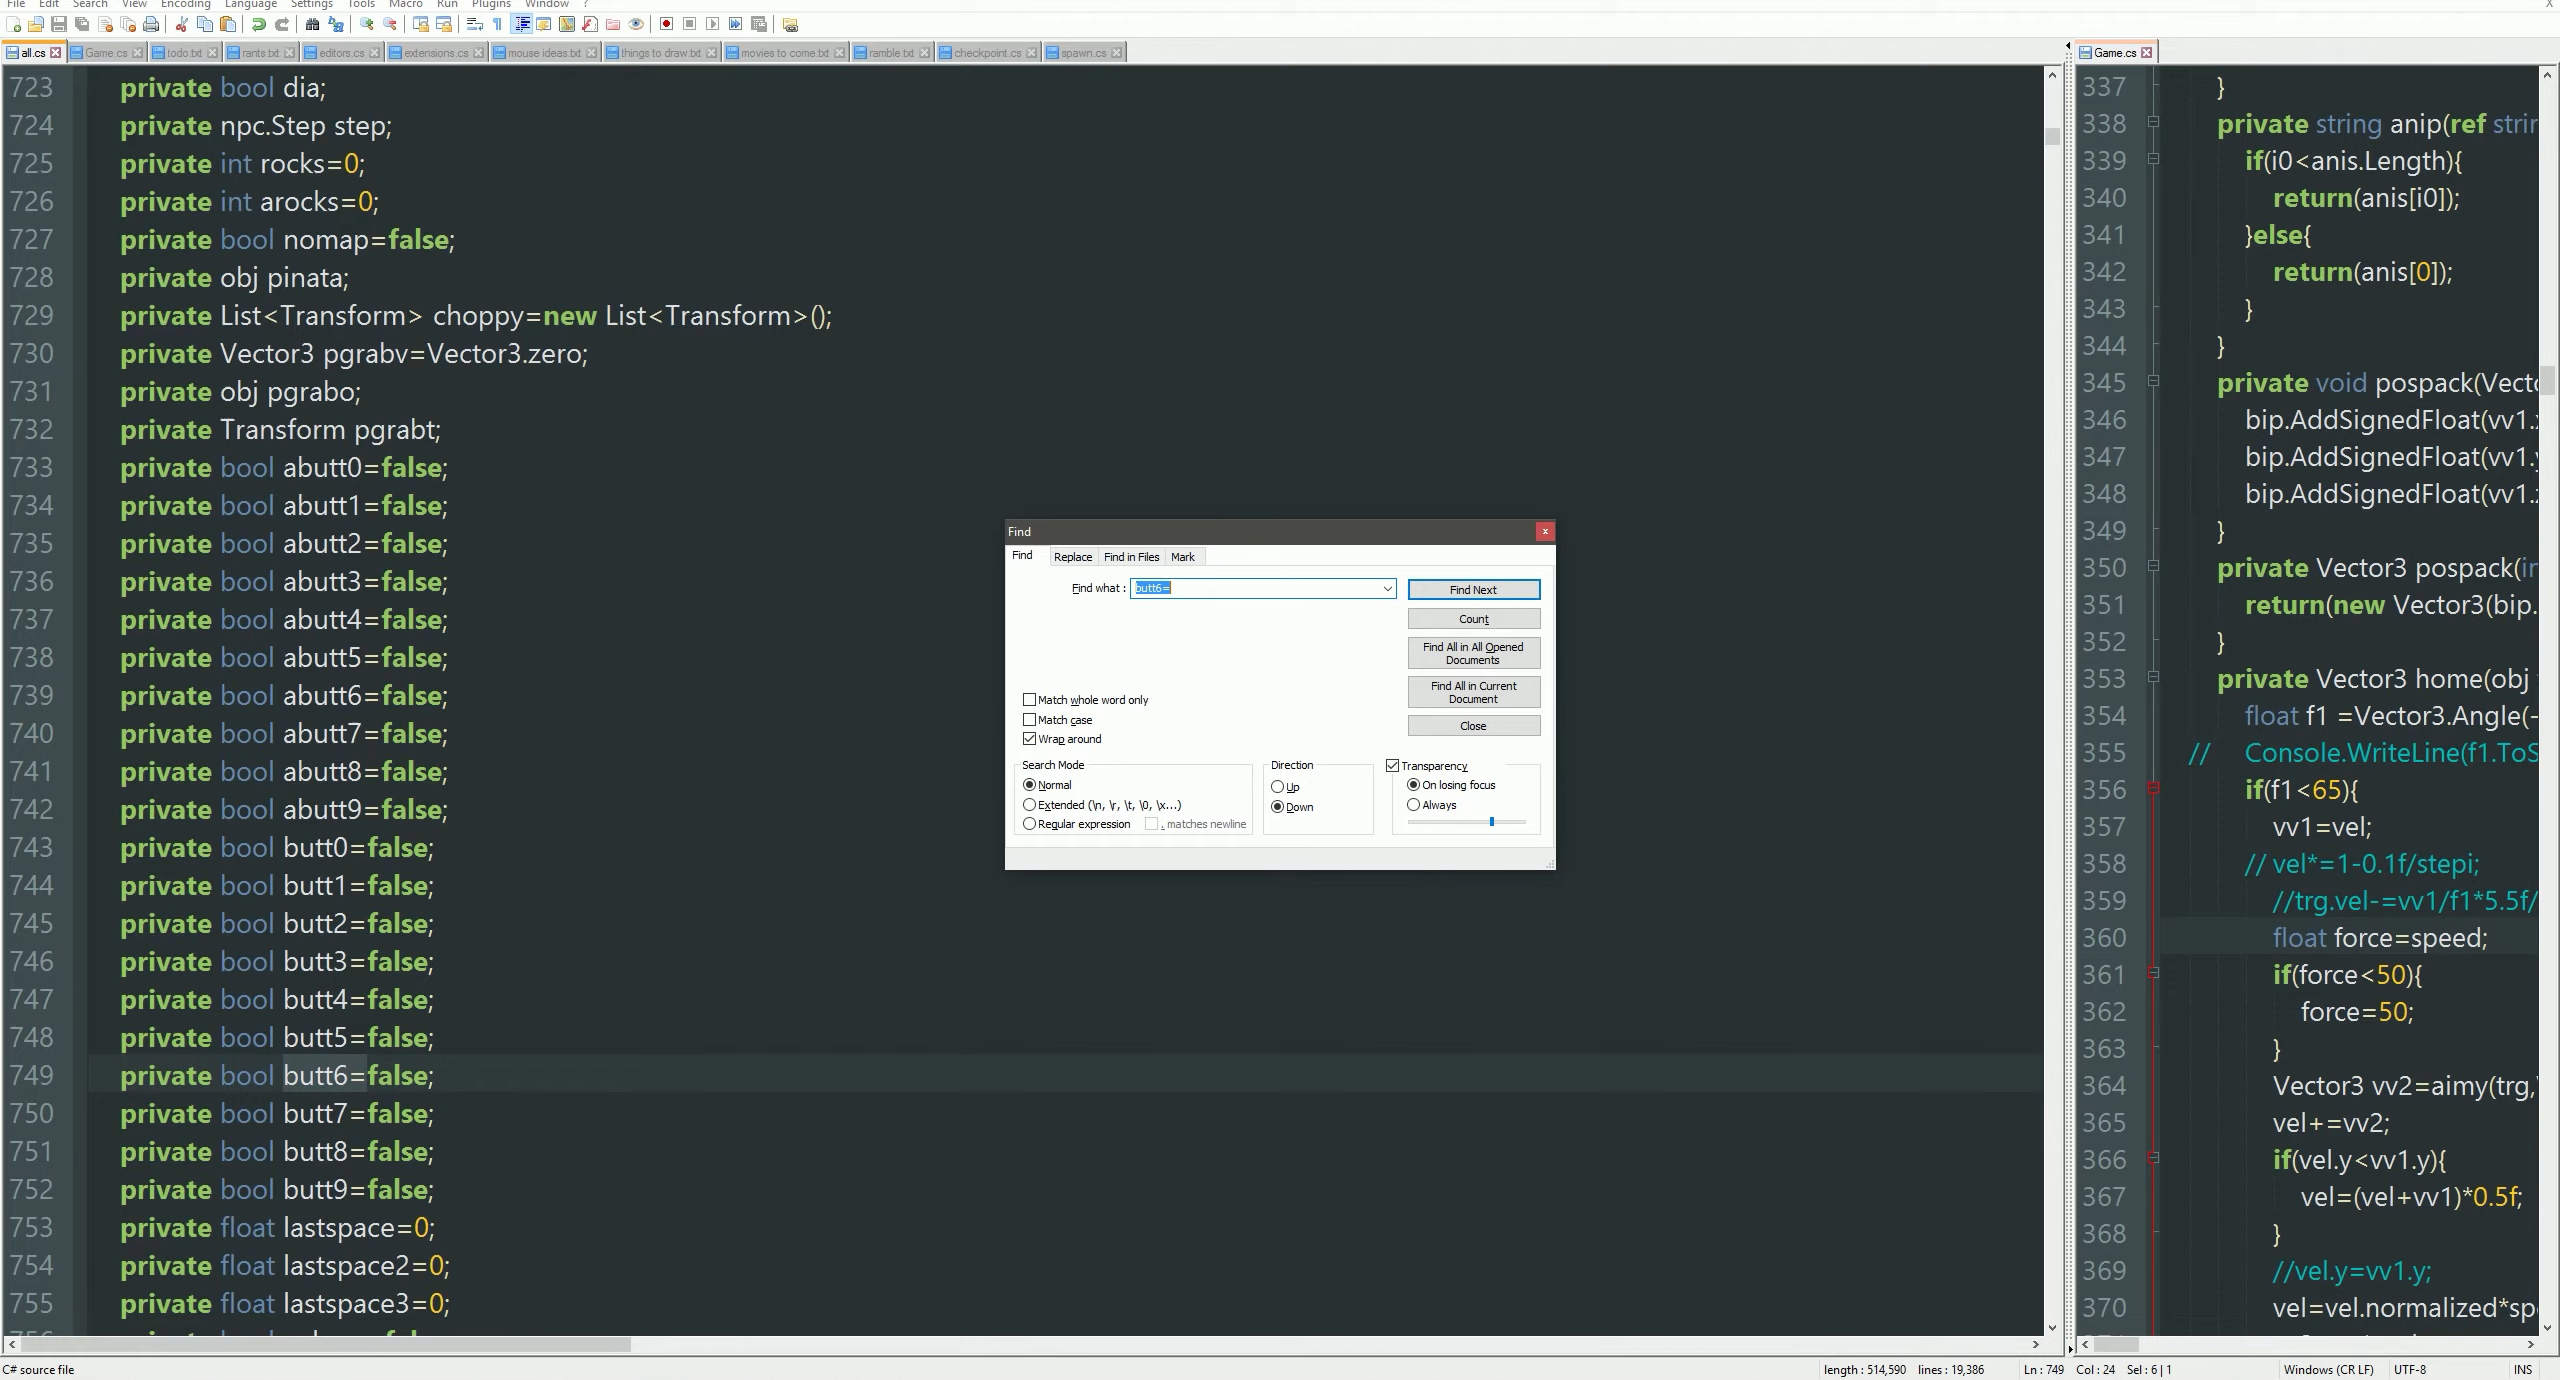 File Edit Search View Encoding Language Settings Tools Macro Run Plugins Window ? X
all.cs Game.cs todo.txt rants.txt editors.cs extensions.cs mouse ideas.txt things to draw.txt movies to come.txt ramble.txt checkpoint.cs spawn.cs
723 private bool dia;
724 private npc.Step step;
725 private int rocks=0;
726 private int arocks=0;
727 private bool nomap=false;
728 private obj pinata;
729 private List<Transform> choppy=new List<Transform>();
730 private Vector3 pgrabv=Vector3.zero;
731 private obj pgrabo;
732 private Transform pgrabt;
733 private bool abutt0=false;
734 private bool abutt1=false;
735 private bool abutt2=false;
736 private bool abutt3=false;
737 private bool abutt4=false;
738 private bool abutt5=false;
739 private bool abutt6=false;
740 private bool abutt7=false;
741 private bool abutt8=false;
742 private bool abutt9=false;
743 private bool butt0=false;
744 private bool butt1=false;
745 private bool butt2=false;
746 private bool butt3=false;
747 private bool butt4=false;
748 private bool butt5=false;
749 private bool butt6=false;
750 private bool butt7=false;
751 private bool butt8=false;
752 private bool butt9=false;
753 private float lastspace=0;
754 private float lastspace2=0;
755 private float lastspace3=0;
Find x
Find Replace Find in Files Mark
Find what : butt6= Find Next
Count
Find All in All Opened
Documents
Find All in Current
Document
Close
Match whole word only
Match case
Wrap around
Search Mode
Normal
Extended (\n, \r, \t, \0, \x...)
Regular expression . matches newline
Direction
Up
Down
Transparency
On losing focus
Always
Game.cs
337 }
338 private string anip(ref strin
339 if(i0<anis.Length){
340 return(anis[i0]);
341 }else{
342 return(anis[0]);
343 }
344 }
345 private void pospack(Vect
346 bip.AddSignedFloat(vv1.
347 bip.AddSignedFloat(vv1.
348 bip.AddSignedFloat(vv1.
349 }
350 private Vector3 pospack(in
351 return(new Vector3(bip.
352 }
353 private Vector3 home(obj
354 float f1 =Vector3.Angle(-
355 // Console.WriteLine(f1.ToS
356 if(f1<65){
357 vv1=vel;
358 // vel*=1-0.1f/stepi;
359 //trg.vel-=vv1/f1*5.5f/
360 float force=speed;
361 if(force<50){
362 force=50;
363 }
364 Vector3 vv2=aimy(trg,
365 vel+=vv2;
366 if(vel.y<vv1.y){
367 vel=(vel+vv1)*0.5f;
368 }
369 //vel.y=vv1.y;
370 vel=vel.normalized*spe
C# source file length : 514,590 lines : 19,386 Ln : 749 Col : 24 Sel : 6 | 1 Windows (CR LF) UTF-8 INS